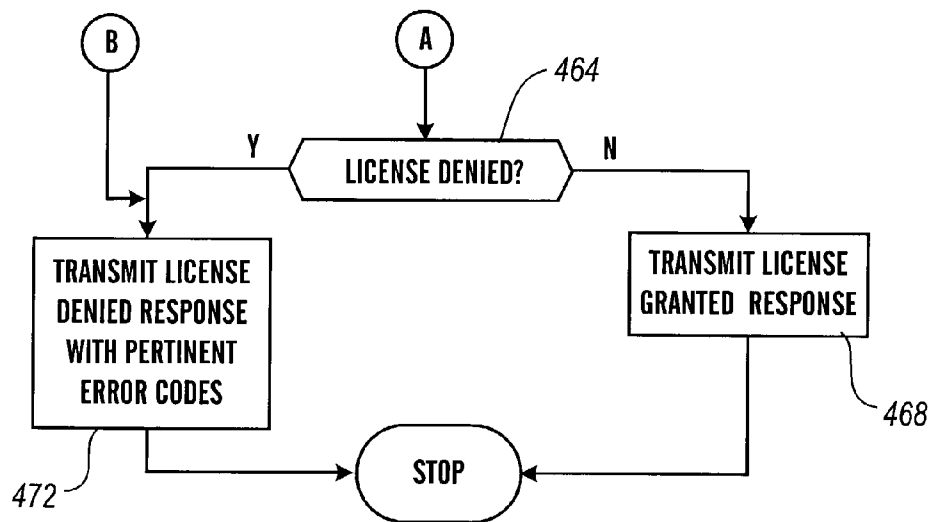 B
A
464
Y
LICENSE DENIED?
N
TRANSMIT LICENSE
DENIED RESPONSE
WITH PERTINENT
ERROR CODES
TRANSMIT LICENSE
GRANTED RESPONSE
468
STOP
472